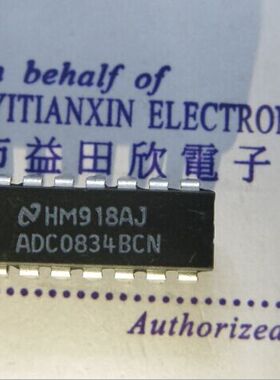 behalf of
YITIANXIN ELECTRO
益田欣電子
HM918AJ
ADC0834BCN
Authorized